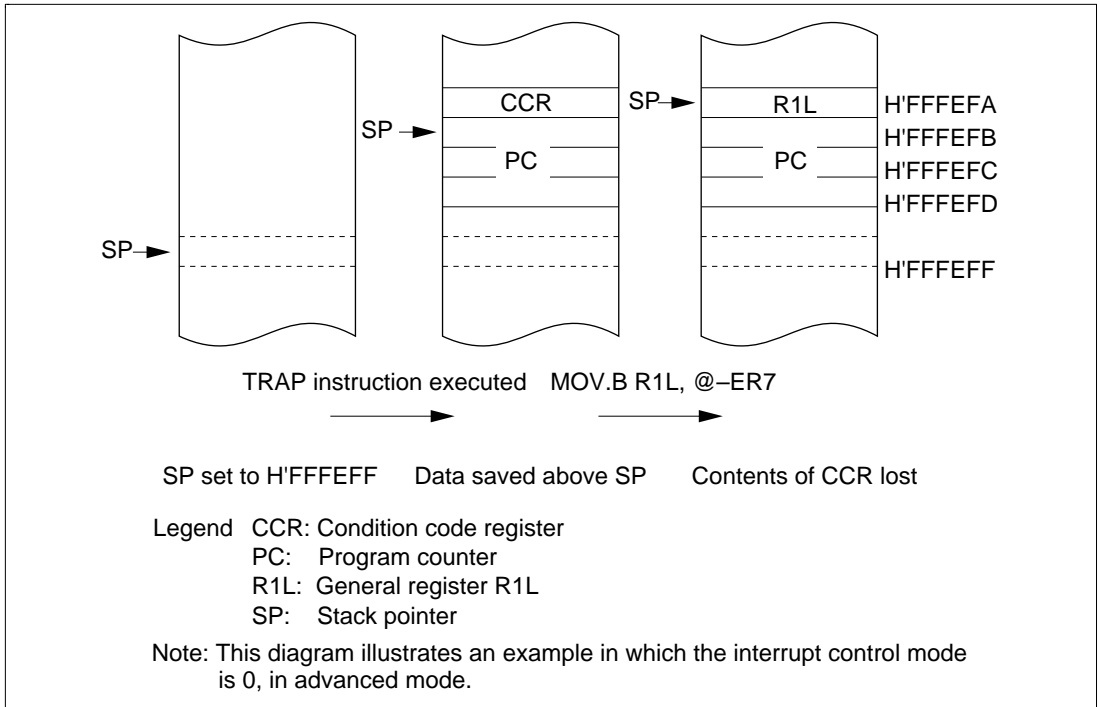 CCR
SP
R1L
H'FFFEFA
SP
H'FFFEFB
PC
PC
H'FFFEFC
H'FFFEFD
SP
H'FFFEFF
TRAP instruction executed
MOV.B R1L, @–ER7
SP set to H'FFFEFF
Data saved above SP
Contents of CCR lost
Legend CCR: Condition code register
PC: Program counter
R1L: General register R1L
SP: Stack pointer
Note: This diagram illustrates an example in which the interrupt control mode
is 0, in advanced mode.